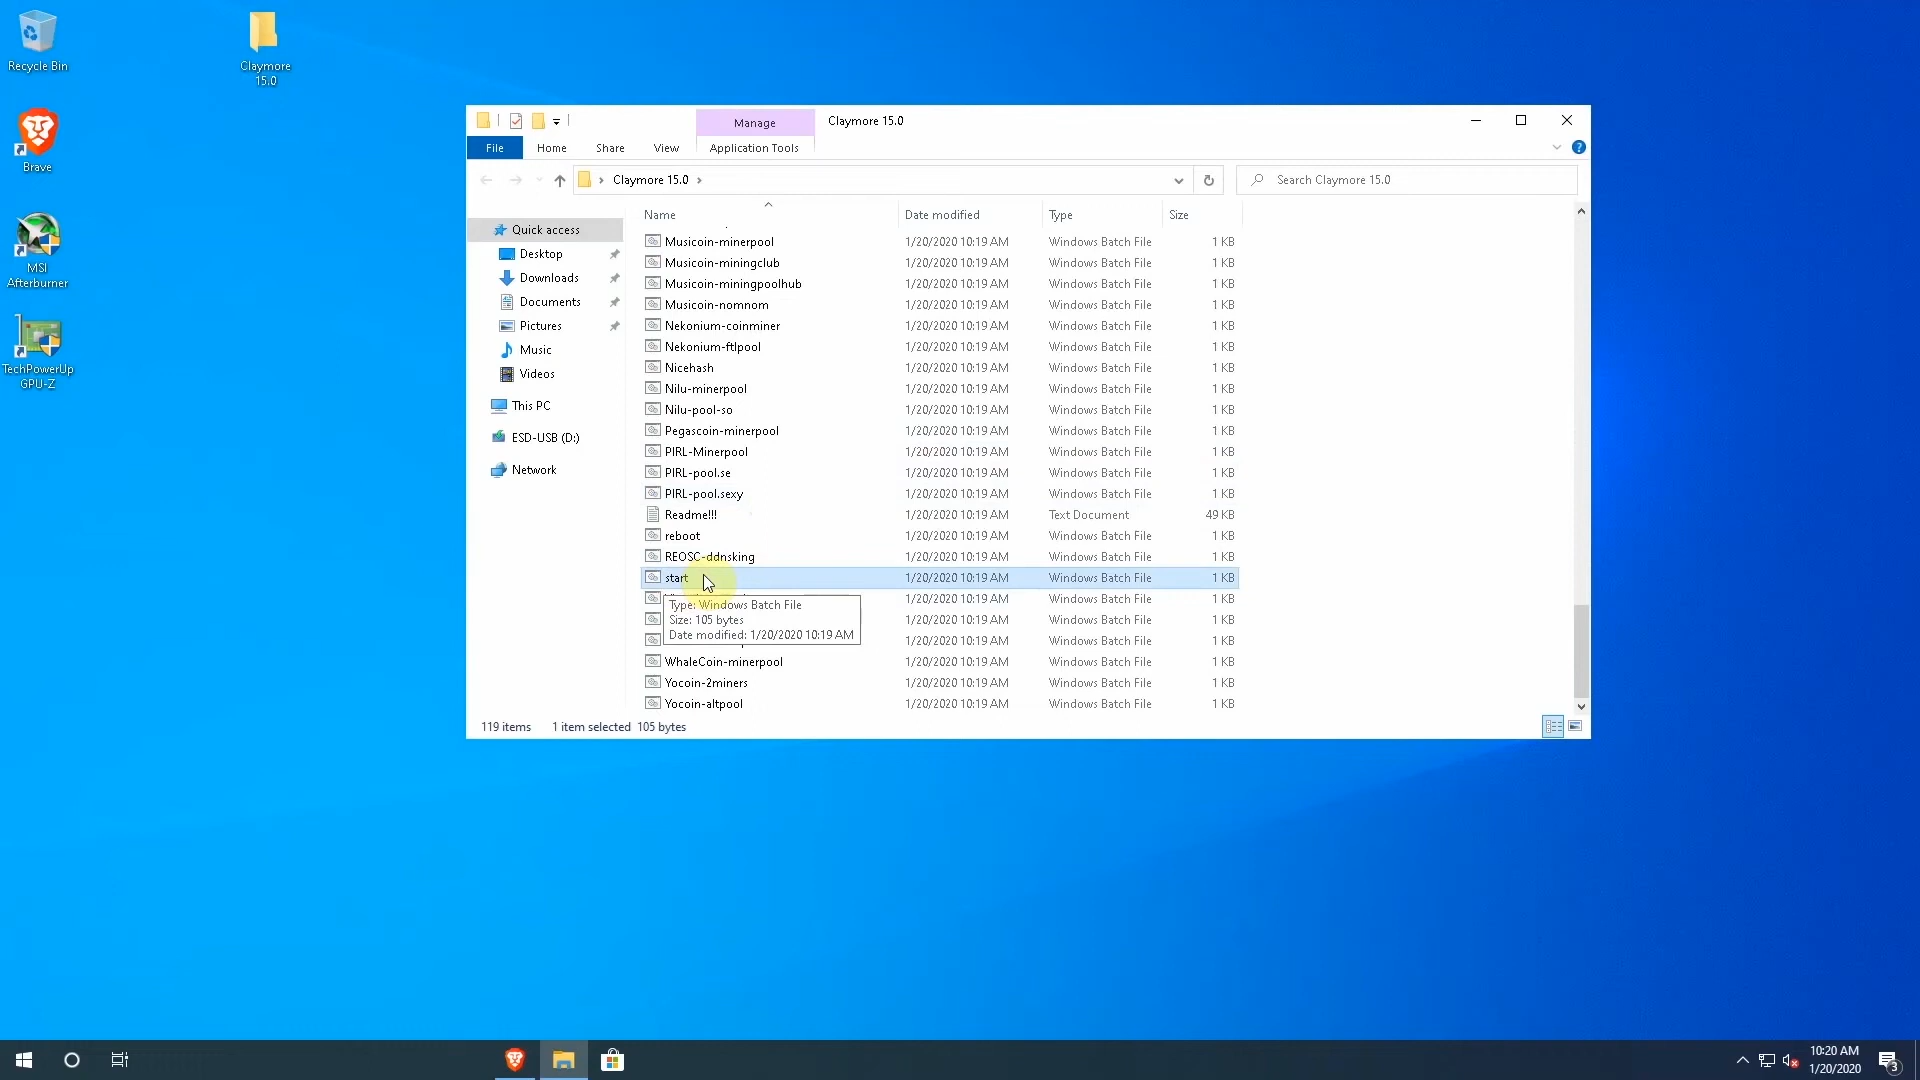 Recycle Bin
Claymore
15.0
Brave
MSI
Afterburner
TechPowerUp
GPU-Z
Manage
Claymore 15.0
File
Home
Share
View
Application Tools
Claymore 15.0
Search Claymore 15.0
Quick access
Desktop
Downloads
Documents
Pictures
Music
Videos
This PC
ESD-USB (D:)
Network
Name Date modified Type Size
Musicoin-minerpool 1/20/2020 10:19 AM Windows Batch File 1 KB
Musicoin-miningclub 1/20/2020 10:19 AM Windows Batch File 1 KB
Musicoin-miningpoolhub 1/20/2020 10:19 AM Windows Batch File 1 KB
Musicoin-nomnom 1/20/2020 10:19 AM Windows Batch File 1 KB
Nekonium-coinminer 1/20/2020 10:19 AM Windows Batch File 1 KB
Nekonium-ftlpool 1/20/2020 10:19 AM Windows Batch File 1 KB
Nicehash 1/20/2020 10:19 AM Windows Batch File 1 KB
Nilu-minerpool 1/20/2020 10:19 AM Windows Batch File 1 KB
Nilu-pool-so 1/20/2020 10:19 AM Windows Batch File 1 KB
Pegascoin-minerpool 1/20/2020 10:19 AM Windows Batch File 1 KB
PIRL-Minerpool 1/20/2020 10:19 AM Windows Batch File 1 KB
PIRL-pool.se 1/20/2020 10:19 AM Windows Batch File 1 KB
PIRL-pool.sexy 1/20/2020 10:19 AM Windows Batch File 1 KB
Readme!!! 1/20/2020 10:19 AM Text Document 49 KB
reboot 1/20/2020 10:19 AM Windows Batch File 1 KB
REOSC-ddnsking 1/20/2020 10:19 AM Windows Batch File 1 KB
start 1/20/2020 10:19 AM Windows Batch File 1 KB
1/20/2020 10:19 AM Windows Batch File 1 KB
1/20/2020 10:19 AM Windows Batch File 1 KB
1/20/2020 10:19 AM Windows Batch File 1 KB
Type: Windows Batch File
Size: 105 bytes
Date modified: 1/20/2020 10:19 AM
WhaleCoin-minerpool 1/20/2020 10:19 AM Windows Batch File 1 KB
Yocoin-2miners 1/20/2020 10:19 AM Windows Batch File 1 KB
Yocoin-altpool 1/20/2020 10:19 AM Windows Batch File 1 KB
119 items 1 item selected 105 bytes
10:20 AM
1/20/2020
3